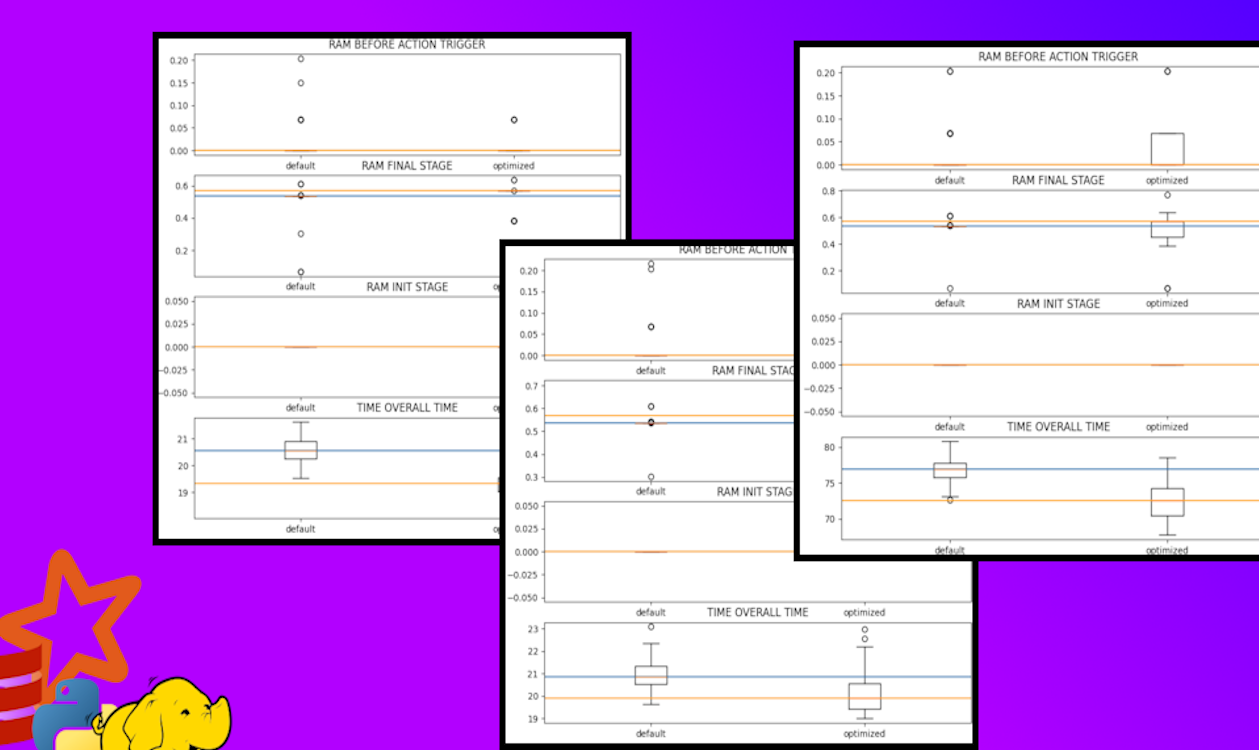 RAM BEFORE ACTION TRIGGER
0.20
0.15
0.10
0.05
0.00
default
optimized
RAM FINAL STAGE
0.6
0.4
0.2
default
RAM INIT STAGE
0.050
0.025
0.000
−0.025
−0.050
default
TIME OVERALL TIME
21
20
19
default
RAM BEFORE ACTION
0.20
0.15
0.10
0.05
0.00
default
RAM FINAL STAG
0.7
0.6
0.5
0.4
0.3
default
RAM INIT STAG
0.050
0.025
0.000
−0.025
−0.050
default
optimized
TIME OVERALL TIME
23
22
21
20
19
default
optimized
RAM BEFORE ACTION TRIGGER
0.20
0.15
0.10
0.05
0.00
default
optimized
RAM FINAL STAGE
0.8
0.6
0.4
0.2
default
optimized
RAM INIT STAGE
0.050
0.025
0.000
−0.025
−0.050
default
optimized
TIME OVERALL TIME
80
75
70
default
optimized